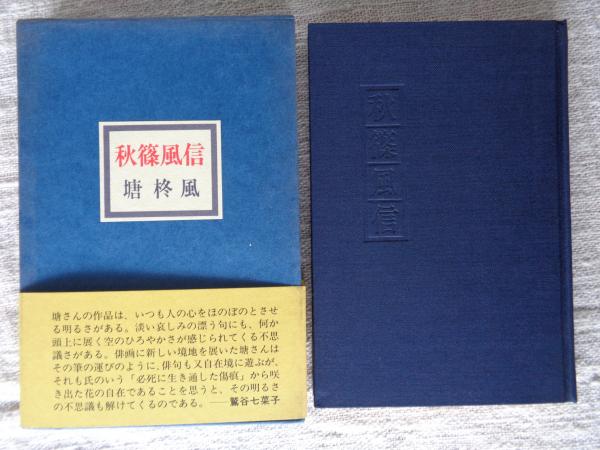 秋篠風信
塘柊風
塘さんの作品は、いつも人の心をほのぼのとさせ
る明るさがある。淡い哀しみの漂う句にも、何か
頭上に展く空のひろやかさが感じられてくる不思
議さがある。俳画に新しい境地を展いた塘さんは
その筆の運びのように、俳句も又自在境に遊ぶが、
それも氏のいう「必死に生き通した傷痕」から咲
き出た花の自在であることを思うと、その明るさ
の不思議も解けてくるのである。——鷲谷七菜子
秋篠風信